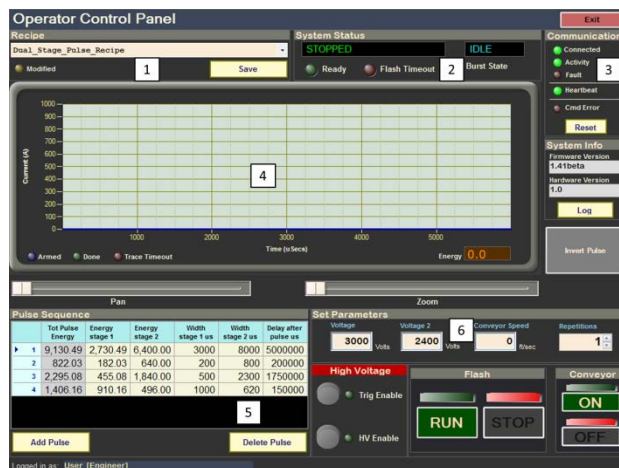 Operator Control Panel
Exit
Recipe
Dual_Stage_Pulse_Recipe
Modified
1
Save
System Status
STOPPED
IDLE
Ready
Flash Timeout
2
Burst State
Communication
Connected
Activity
Fault
3
Heartbeat
Cmd Error
Reset
System Info
Firmware Version
1.41beta
Hardware Version
1.0
Log
Invert Pulse
Current (A)
1000
900
800
700
600
500
400
300
200
100
0
4
1000 2000 3000 4000 5000
Time (uSecs)
Armed Done Trace Timeout
Energy 0.0
Pan
Zoom
Pulse Sequence
Tot Pulse Energy Energy stage 1 Energy stage 2 Width stage 1 us Width stage 2 us Delay after pulse us
1 9,130.49 2,730.49 6,400.00 3000 8000 5000000
2 822.03 182.03 640.00 200 800 200000
3 2,295.08 455.08 1,840.00 500 2300 1750000
4 1,406.16 910.16 496.00 1000 620 150000
5
Add Pulse
Delete Pulse
Set Parameters
Voltage Voltage 2 6 Conveyor Speed Repetitions
3000 Volts 2400 Volts 0 ft/sec 1
High Voltage
Trig Enable
HV Enable
Flash
RUN STOP
Conveyor
ON
OFF
Logged in as: User [Engineer]